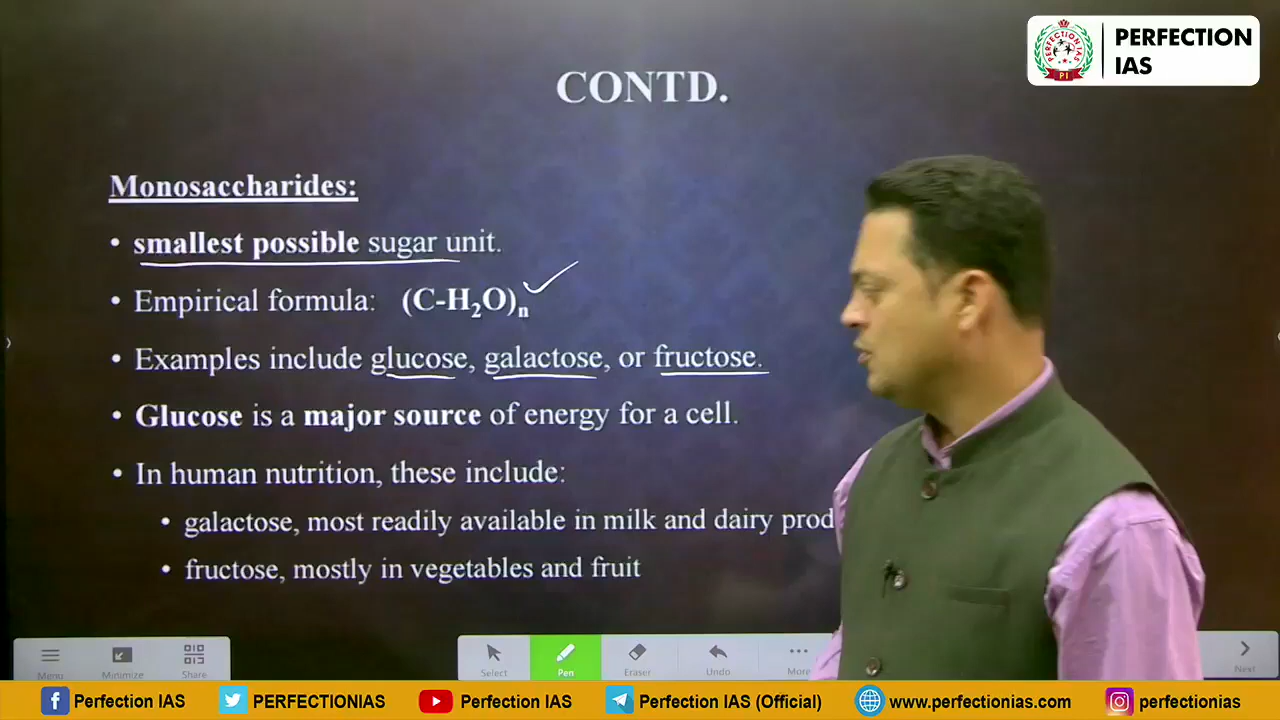 PERFECTION
IAS
PERFECTION IAS
PI
CONTD.
Monosaccharides:
• smallest possible sugar unit.
• Empirical formula: (C-H₂O)ₙ
• Examples include glucose, galactose, or fructose.
• Glucose is a major source of energy for a cell.
• In human nutrition, these include:
• galactose, most readily available in milk and dairy prod
• fructose, mostly in vegetables and fruit
Menu Minimize Share Select Pen Eraser Undo More Next
Perfection IAS PERFECTIONIAS Perfection IAS Perfection IAS (Official) www.perfectionias.com perfectionias